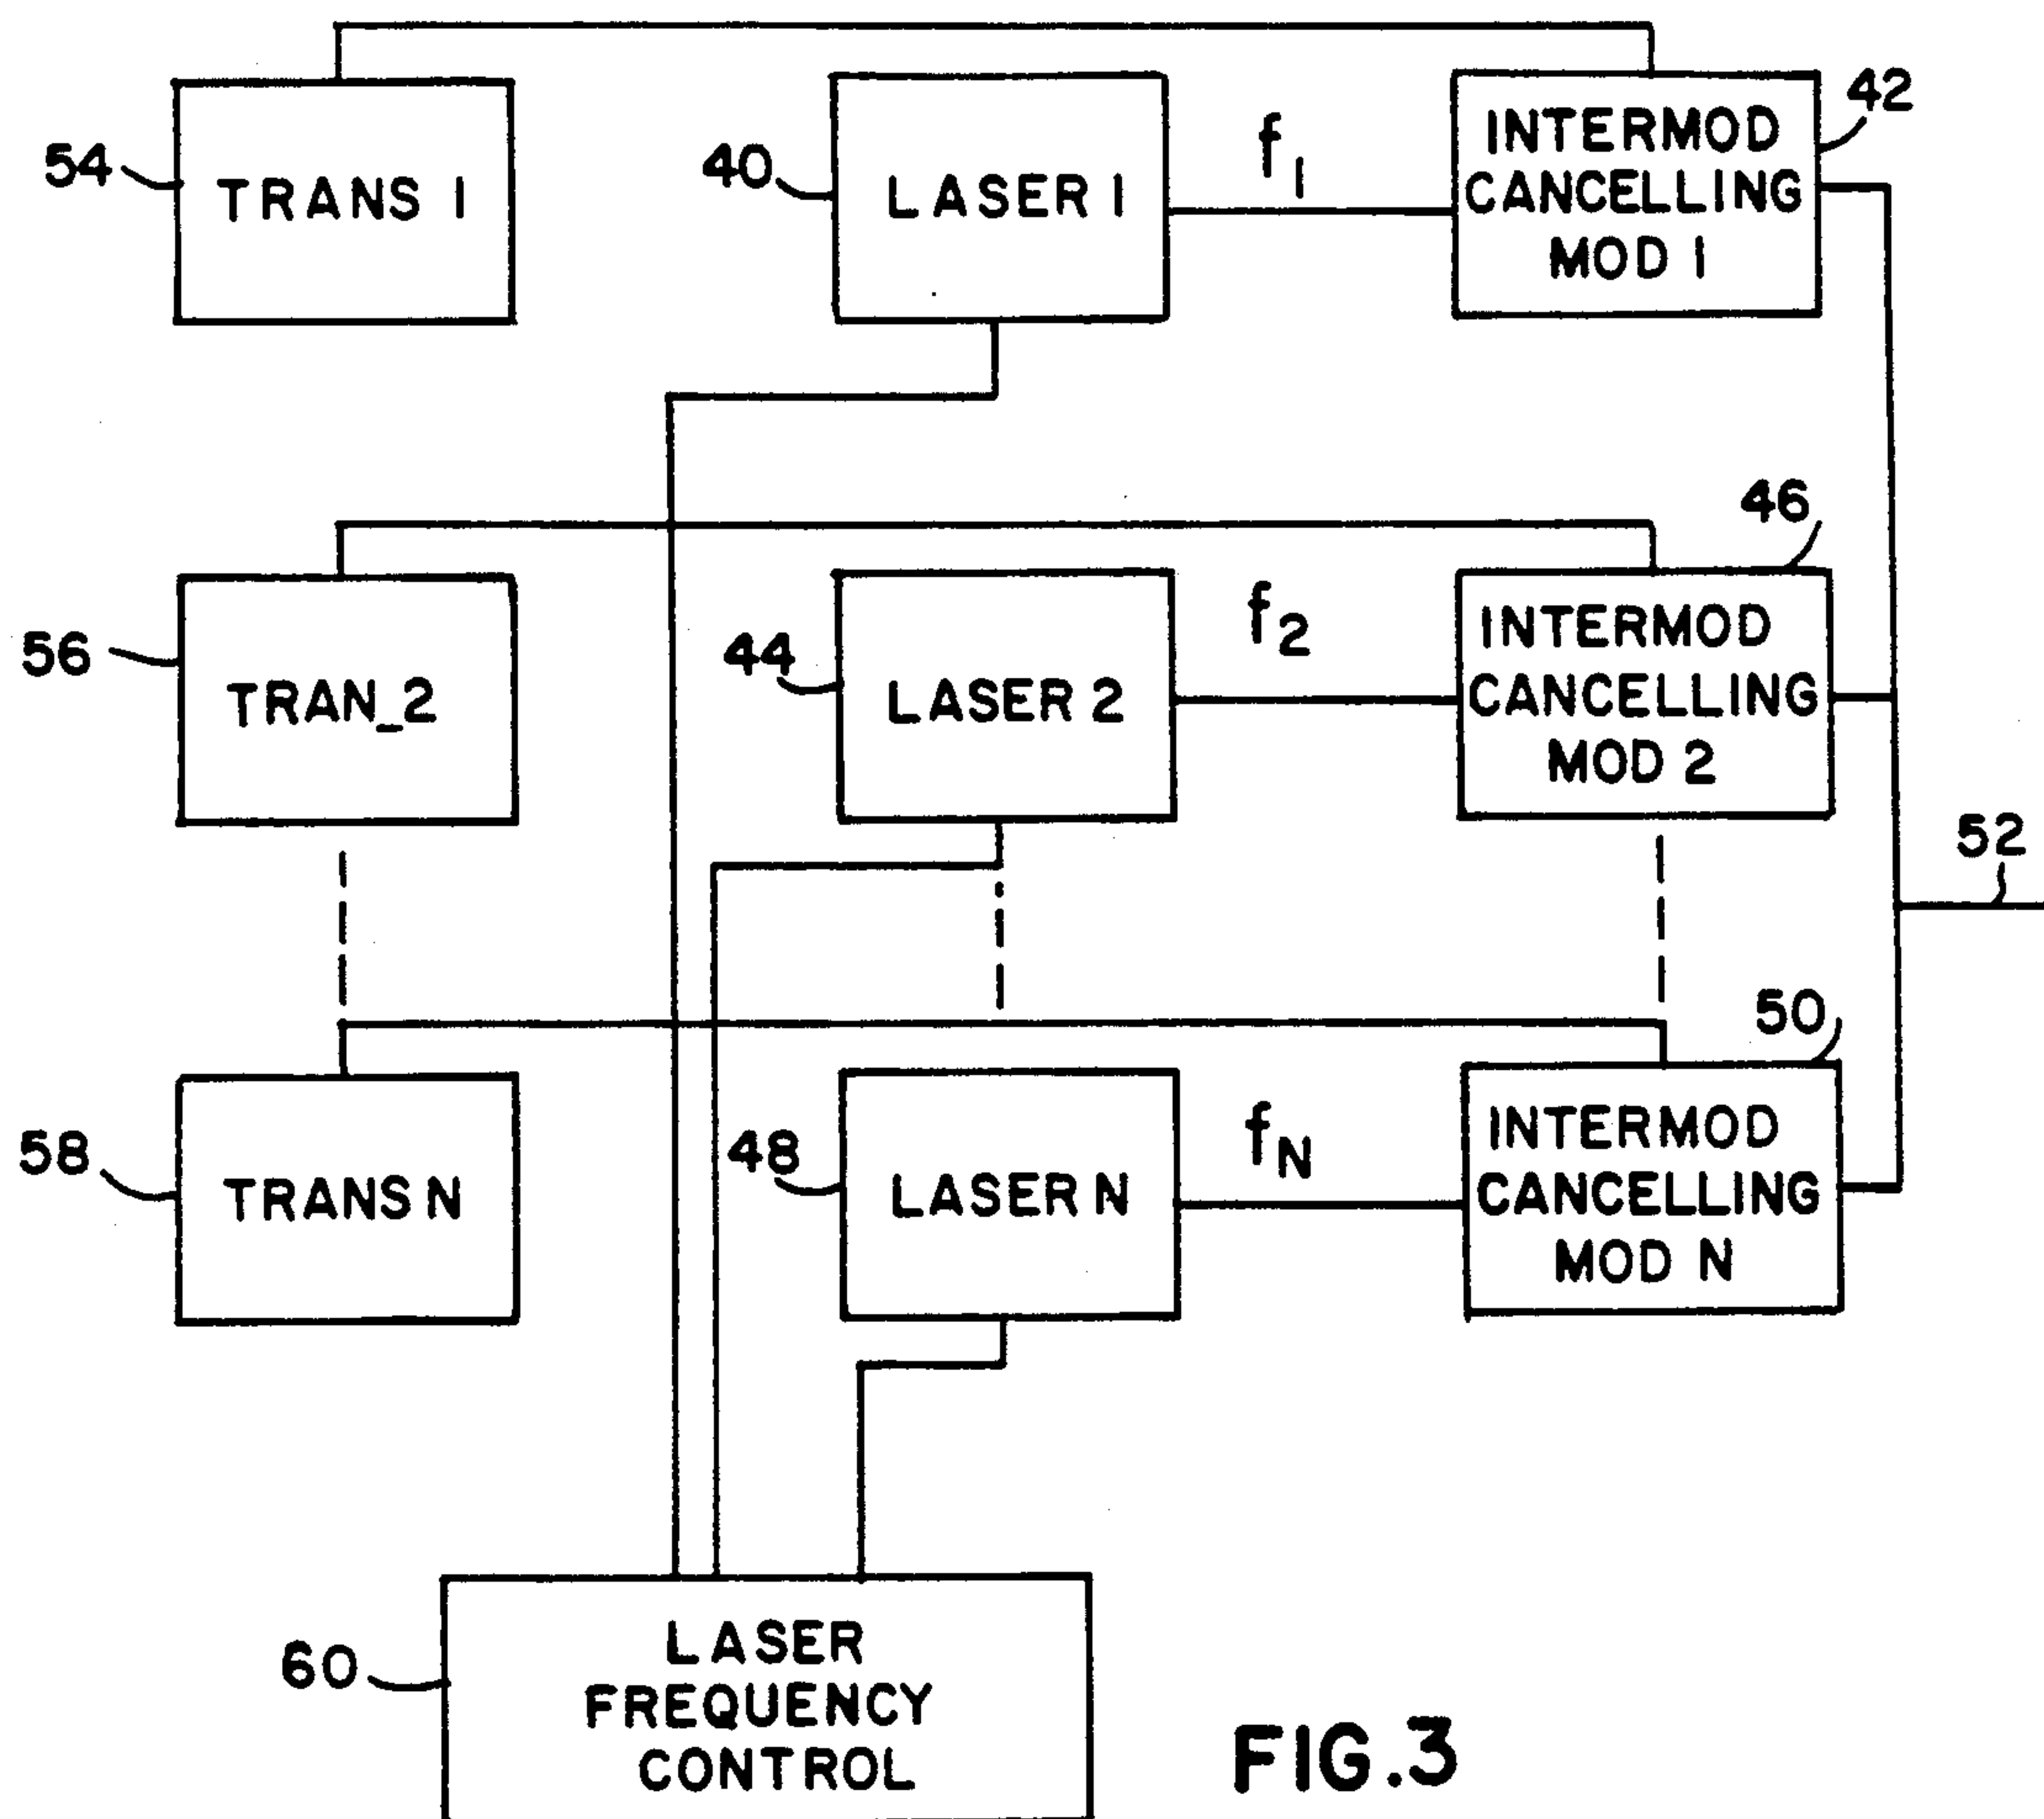 42
54
TRANS 1
40
LASER 1
f1
INTERMOD
CANCELLING
MOD 1
46
56
TRAN_2
44
LASER 2
f2
INTERMOD
CANCELLING
MOD 2
52
50
58
TRANS N
48
LASER N
fN
INTERMOD
CANCELLING
MOD N
60
LASER
FREQUENCY
CONTROL
FIG.3